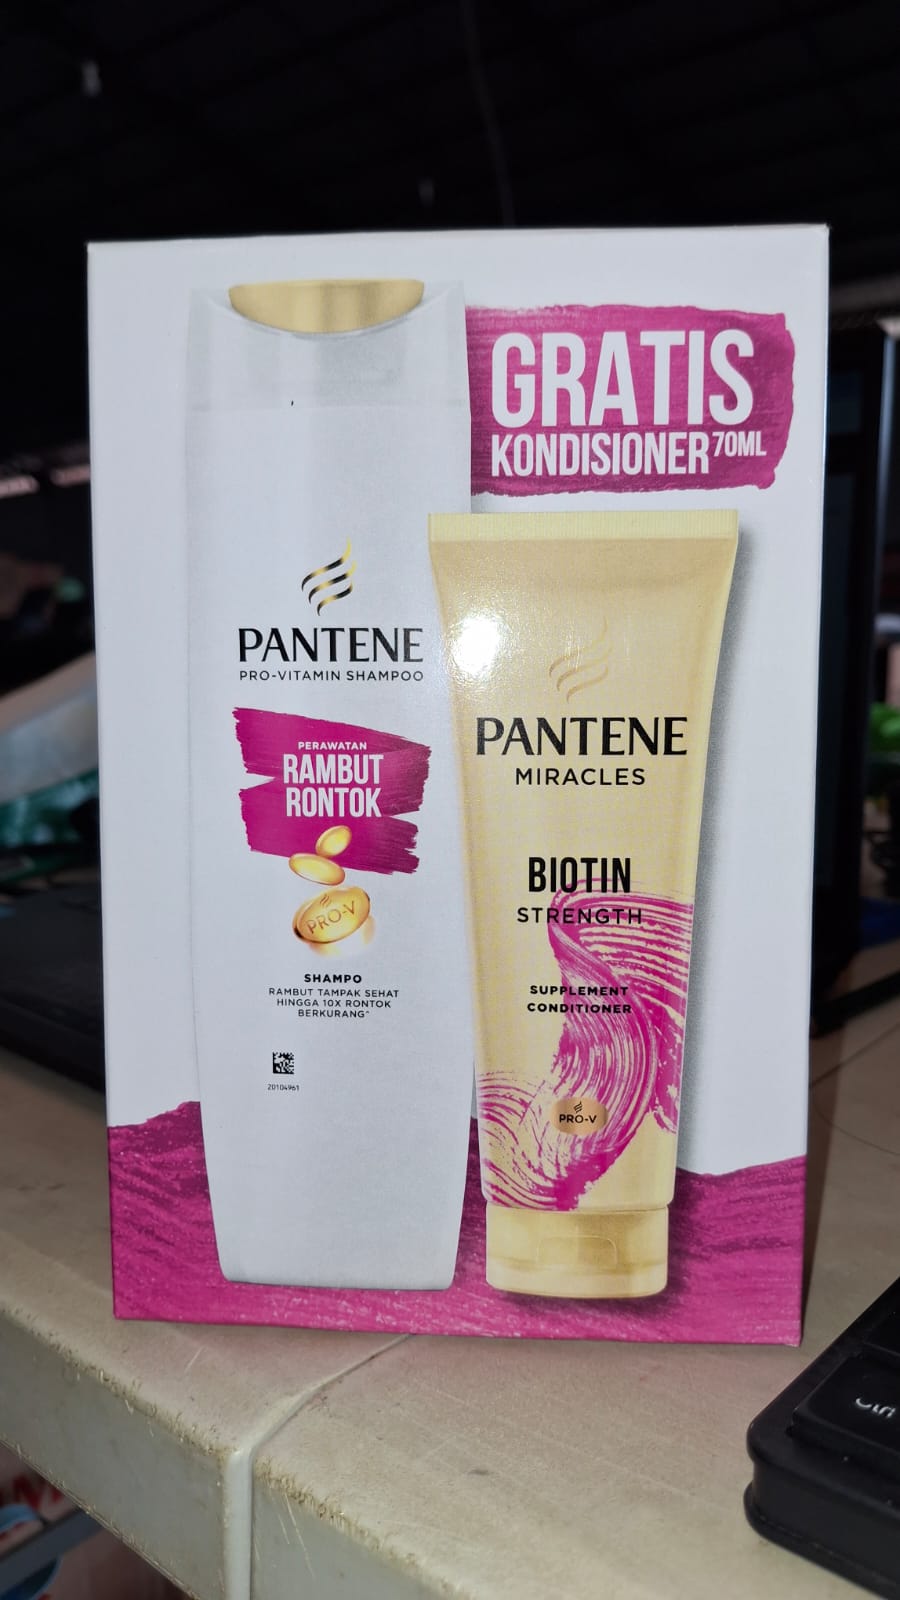 GRATIS
KONDISIONER 70ML
PANTENE
PRO-VITAMIN SHAMPOO
PERAWATAN
RAMBUT
RONTOK
PRO-V
SHAMPO
RAMBUT TAMPAK SEHAT
HINGGA 10X RONTOK
BERKURANG^
20104961
PANTENE
MIRACLES
BIOTIN
STRENGTH
SUPPLEMENT
CONDITIONER
PRO-V
Ctrl